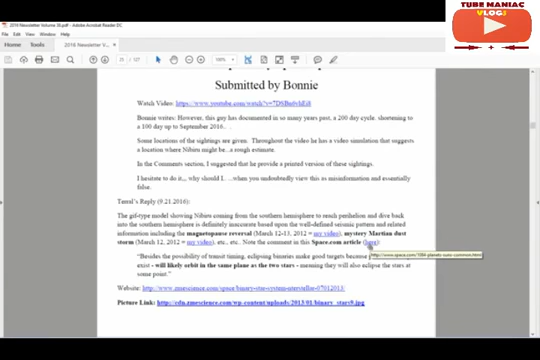 2016 Newsletter Volume 35.pdf - Adobe Acrobat Reader DC
File Edit View Window Help
Home Tools 2016 Newsletter Vo...
TUBE MANIAC
VLOGS
Submitted by Bonnie
Watch Video:
Bonnie writes: However, this guy has documented in so many years past, a 200 day cycle, shortening to
a 100 day up to September 2016..
Some locations of the sightings are given. Throughout the video he has a video simulation that suggests
a location where Nibiru might be..a rough estimate.
In the Comments section, I suggested that he provide a printed version of these sightings.
I hesitate to do it,., why should I. ..when you undoubtedly view this as misinformation and essentially
false.
Reply (9.21.2016):
The gif-type model showing Nibiru coming from the southern hemisphere to reach perihelion and dive back
into the southern hemisphere is definitely inaccurate based upon the well-defined seismic pattern and related
information including the magnetopause reversal (March 12-13, 2012 = my video), mystery Martian dust
storm (March 12, 2012 = my video), etc., etc.. Note the comment in this Space.com article (here):
"Besides the possibility of transit timing, eclipsing binaries make good targets because
exist - will likely orbit in the same plane as the two stars - meaning they will also eclipse the stars at
some point."
Website: http://www.zmescience.com/space/binary-star-system-interstellar-07012013/
Picture Link: http://cdn.zmescience.com/wp-content/uploads/2013/01/binary_stars9.jpg